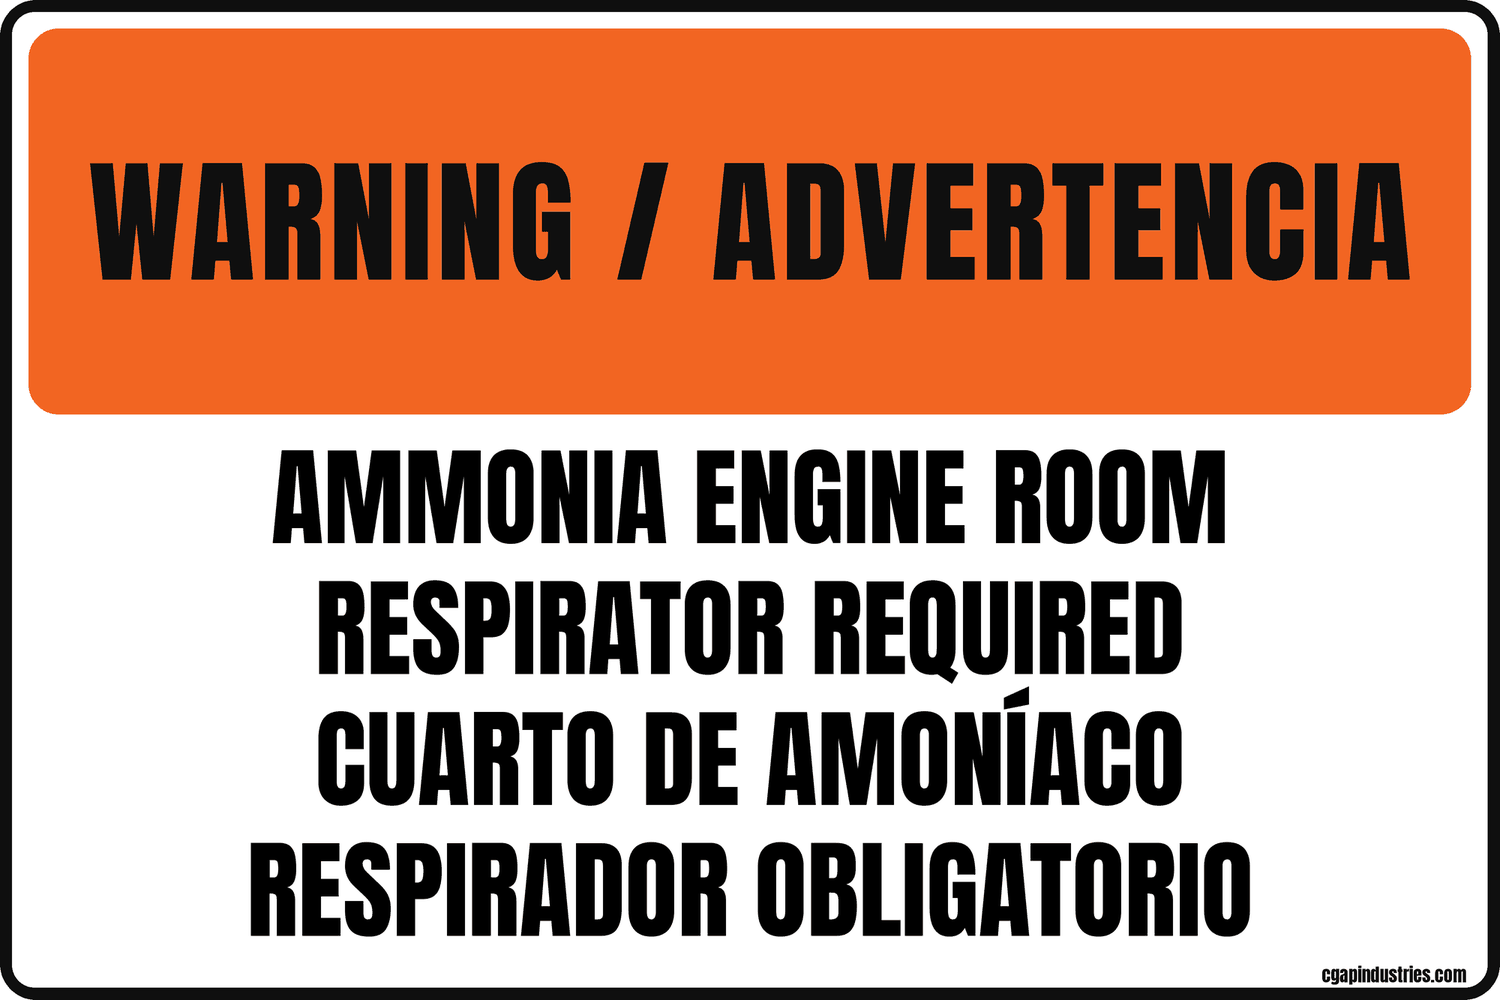 WARNING / ADVERTENCIA
AMMONIA ENGINE ROOM
RESPIRATOR REQUIRED
CUARTO DE AMONÍACO
RESPIRADOR OBLIGATORIO
cgapindustries.com